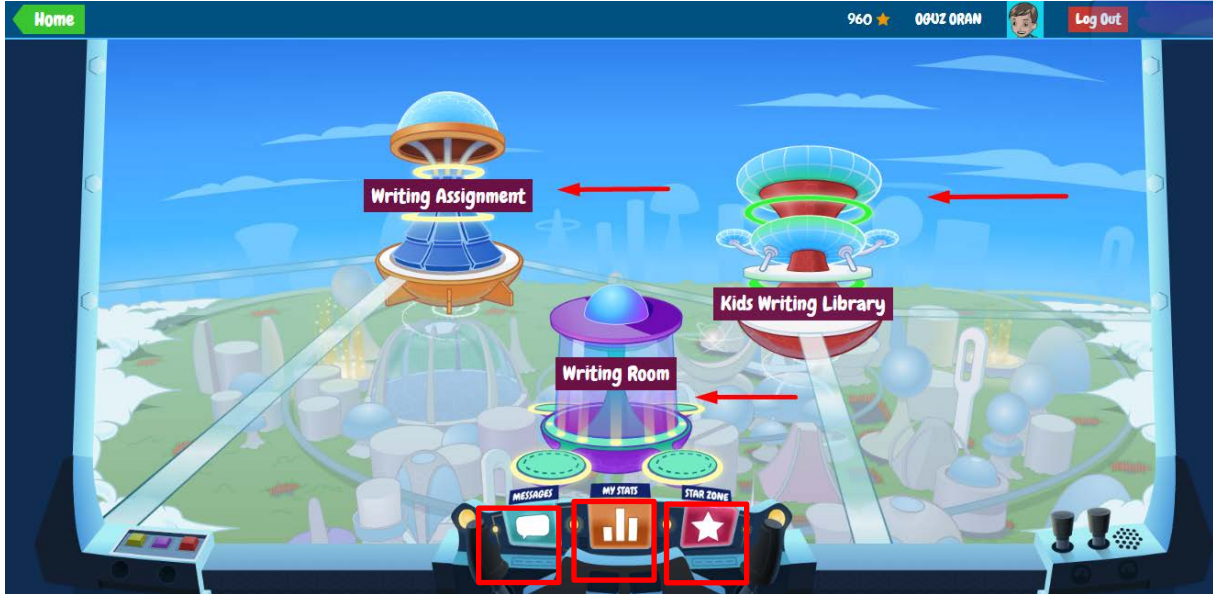 Home
960
OGUZ ORAN
Log Out
Writing Assignment
Kids Writing Library
Writing Room
MESSAGES
MY STATS
STAR ZONE